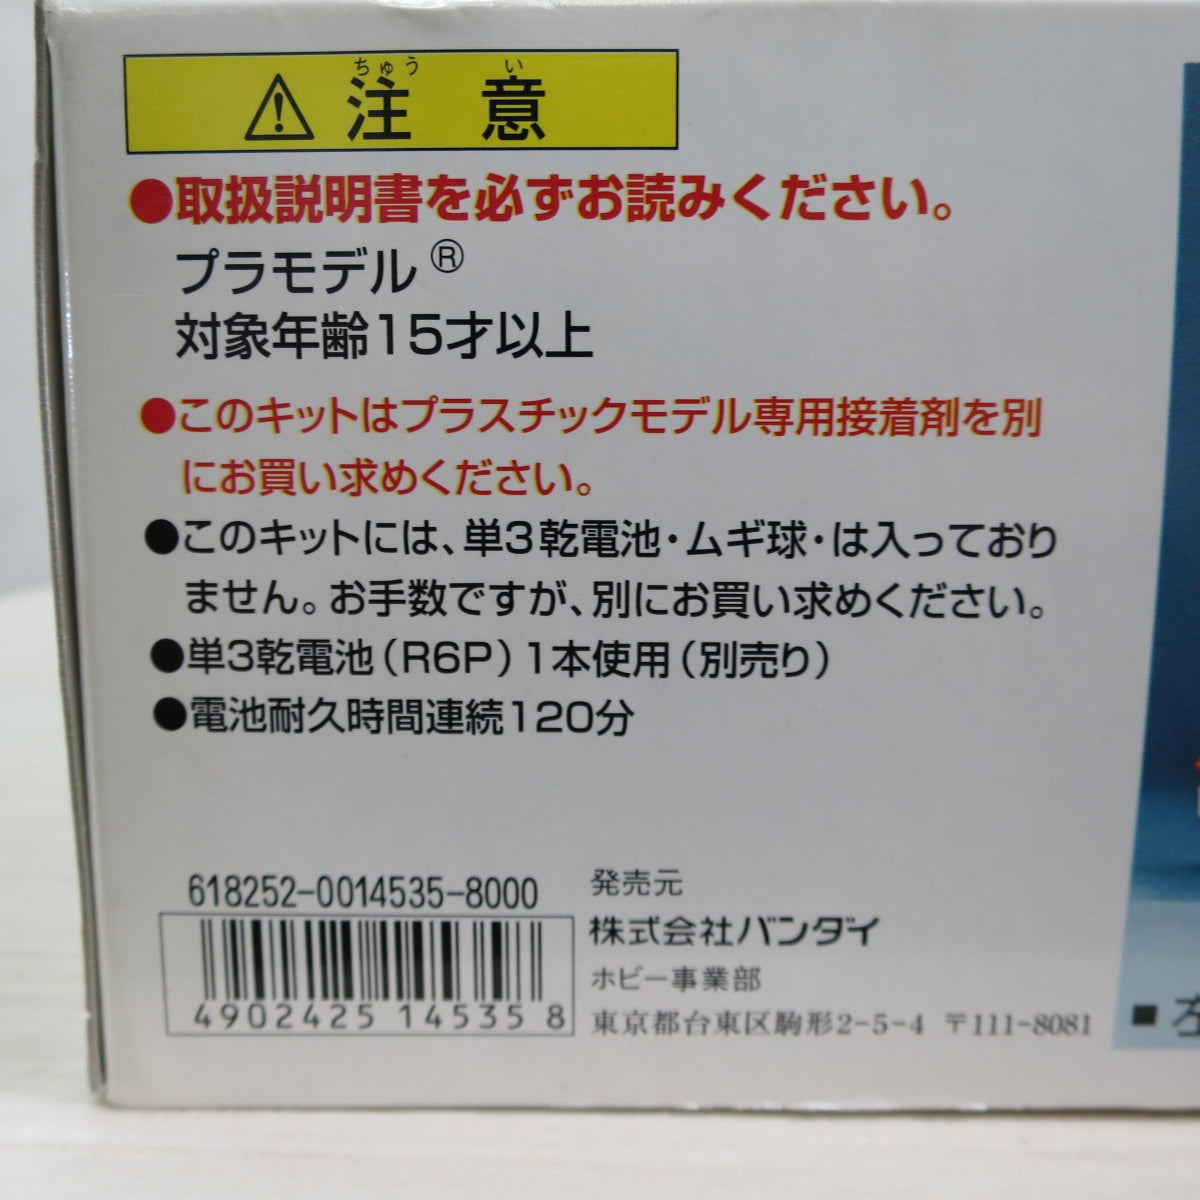 ちゅう い
注 意
●取扱説明書を必ずお読みください。
プラモデル®
対象年齢15才以上
●このキットはプラスチックモデル専用接着剤を別
にお買い求めください。
●このキットには、単3乾電池・ムギ球・は入っており
ません。お手数ですが、別にお買い求めください。
●単3乾電池(R6P)1本使用(別売り)
●電池耐久時間連続120分
618252-0014535-8000
4902425 14535 8
発売元
株式会社バンダイ
ホビー事業部
東京都台東区駒形2-5-4 〒111-8081
■左